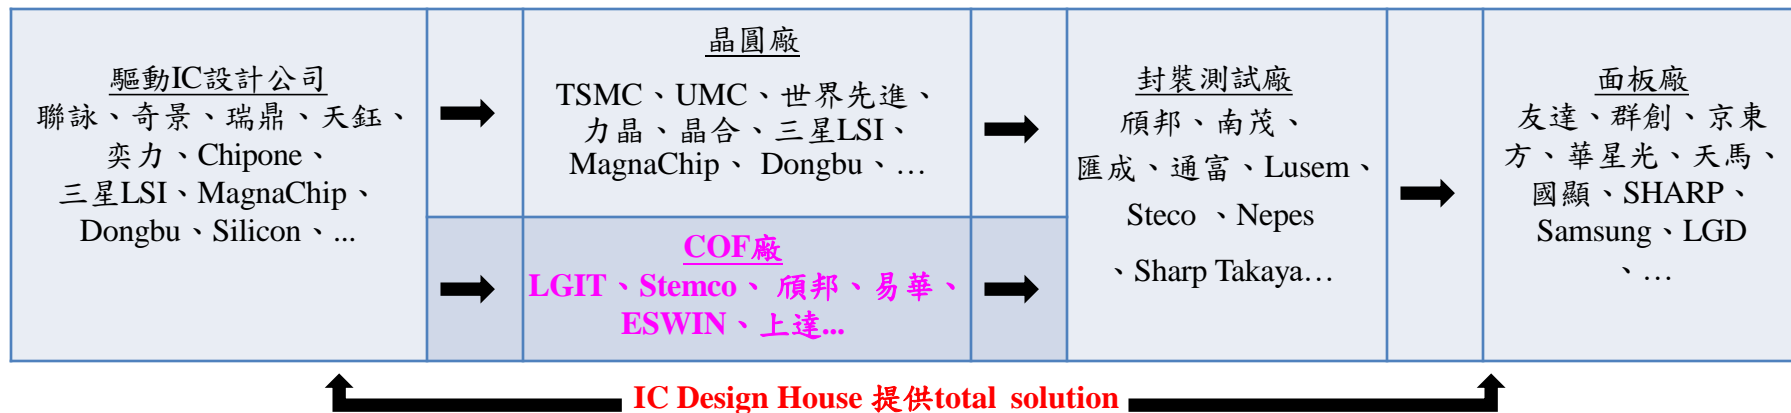 驅動IC設計公司
聯詠、奇景、瑞鼎、天鈺、
奕力、Chipone、
三星LSI、MagnaChip、
Dongbu、Silicon、...
晶圓廠
TSMC、UMC、世界先進、
力晶、晶合、三星LSI、
MagnaChip、 Dongbu、…
COF廠
LGIT、Stemco、 頎邦、易華、
ESWIN、上達...
封裝測試廠
頎邦、南茂、
匯成、通富、Lusem、
Steco 、Nepes
、Sharp Takaya…
面板廠
友達、群創、京東
方、華星光、天馬、
國顯、SHARP、
Samsung、LGD
、…
IC Design House 提供total solution